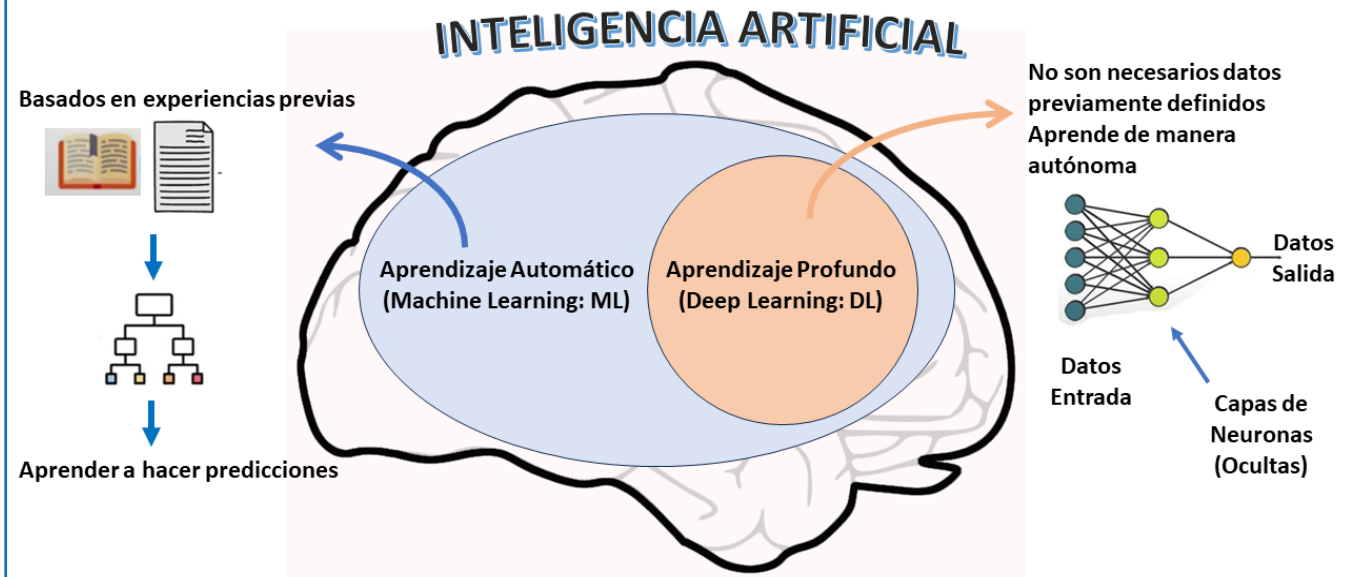 INTELIGENCIA ARTIFICIAL
Basados en experiencias previas
Aprender a hacer predicciones
Aprendizaje Automático
(Machine Learning: ML)
Aprendizaje Profundo
(Deep Learning: DL)
No son necesarios datos
previamente definidos
Aprende de manera
autónoma
Datos
Salida
Datos
Entrada
Capas de
Neuronas
(Ocultas)